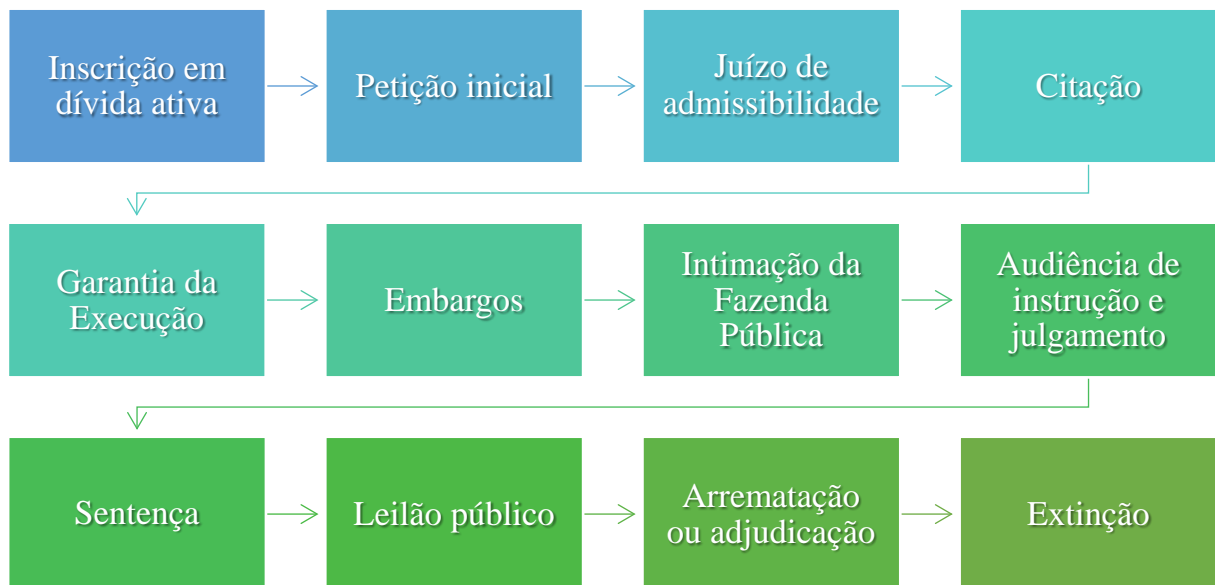 Inscrição em
dívida ativa
Petição inicial
Juízo de
admissibilidade
Citação
Garantia da
Execução
Embargos
Intimação da
Fazenda
Pública
Audiência de
instrução e
julgamento
Sentença
Leilão público
Arrematação
ou adjudicação
Extinção